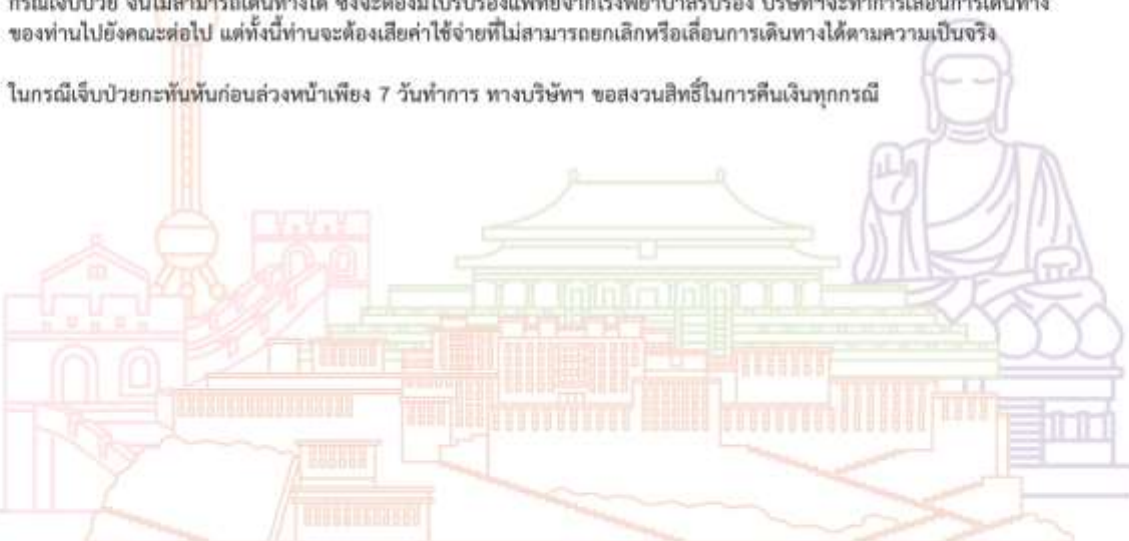 กรณีเจ็บป่วย จนไม่สามารถเดินทางได้ ซึ่งจะต้องมีใบรับรองแพทย์จากโรงพยาบาลรับรอง บริษัทฯจะทำการเลื่อนการเดินทาง
ของท่านไปยังคณะต่อไป แต่ทั้งนี้ท่านจะต้องเสียค่าใช้จ่ายที่ไม่สามารถยกเลิกหรือเลื่อนการเดินทางได้ตามความเป็นจริง
ในกรณีเจ็บป่วยกะทันหันก่อนล่วงหน้าเพียง 7 วันทำการ ทางบริษัทฯ ขอสงวนสิทธิ์ในการคืนเงินทุกกรณี